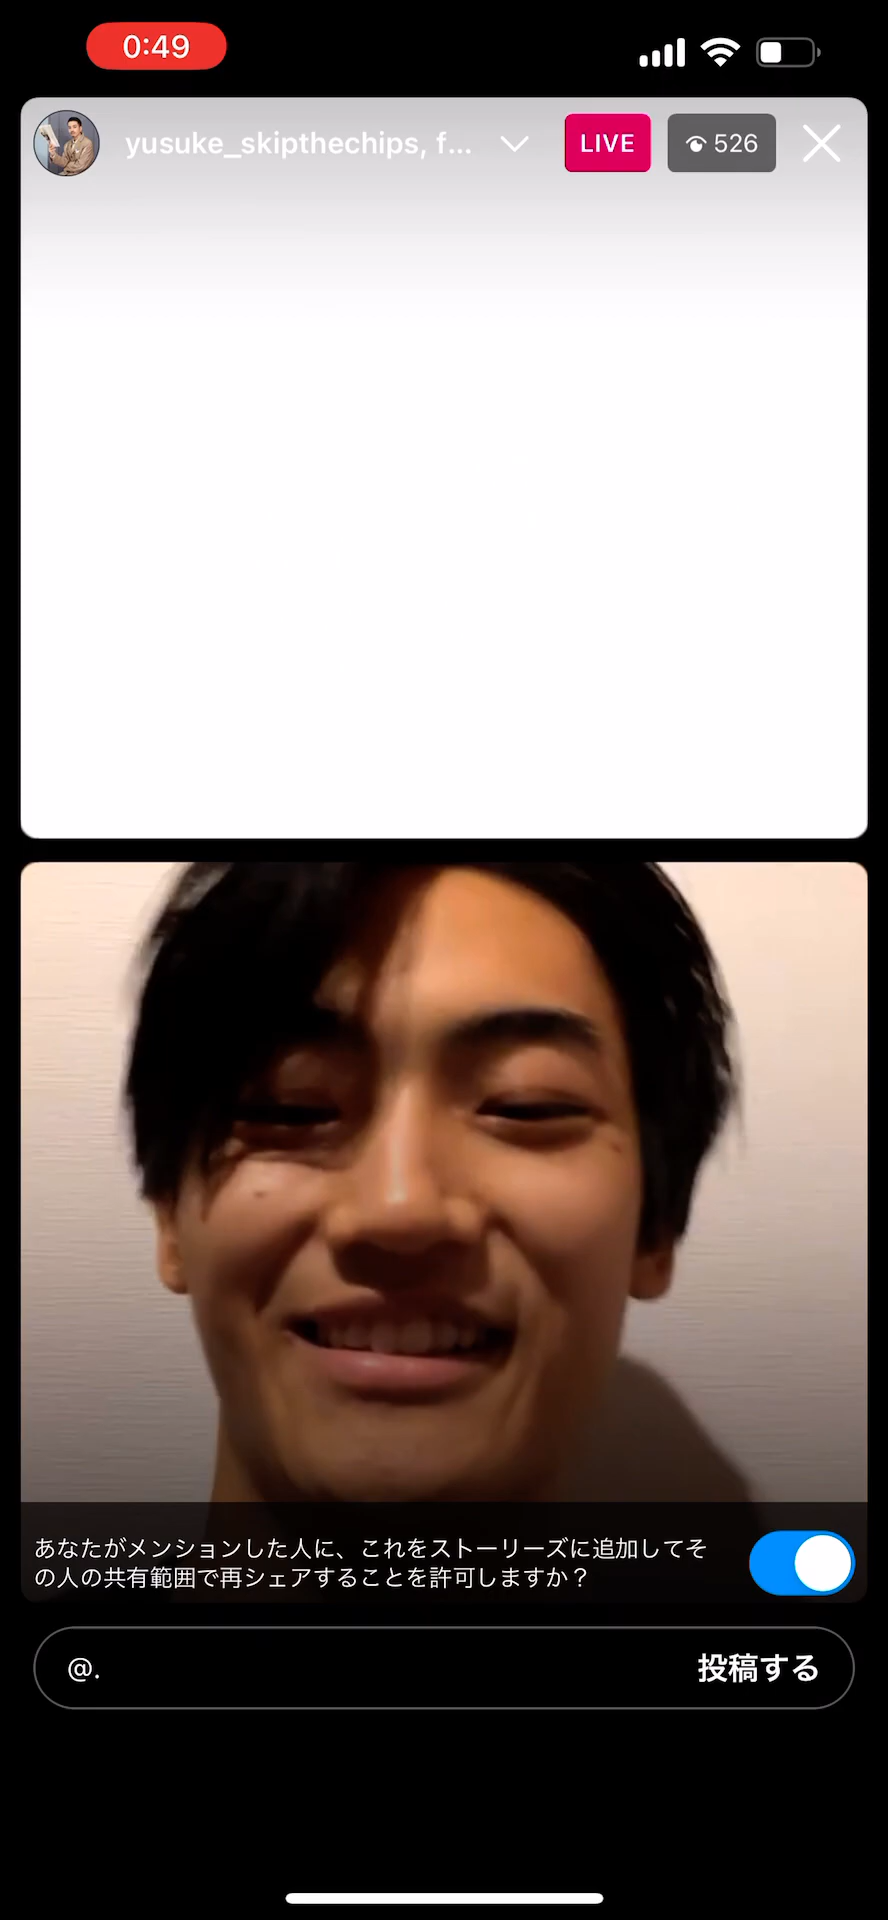 0:49
yusuke_skipthechips, f...
LIVE
526
あなたがメンションした人に、これをストーリーズに追加してそ
の人の共有範囲で再シェアすることを許可しますか？
@.
投稿する